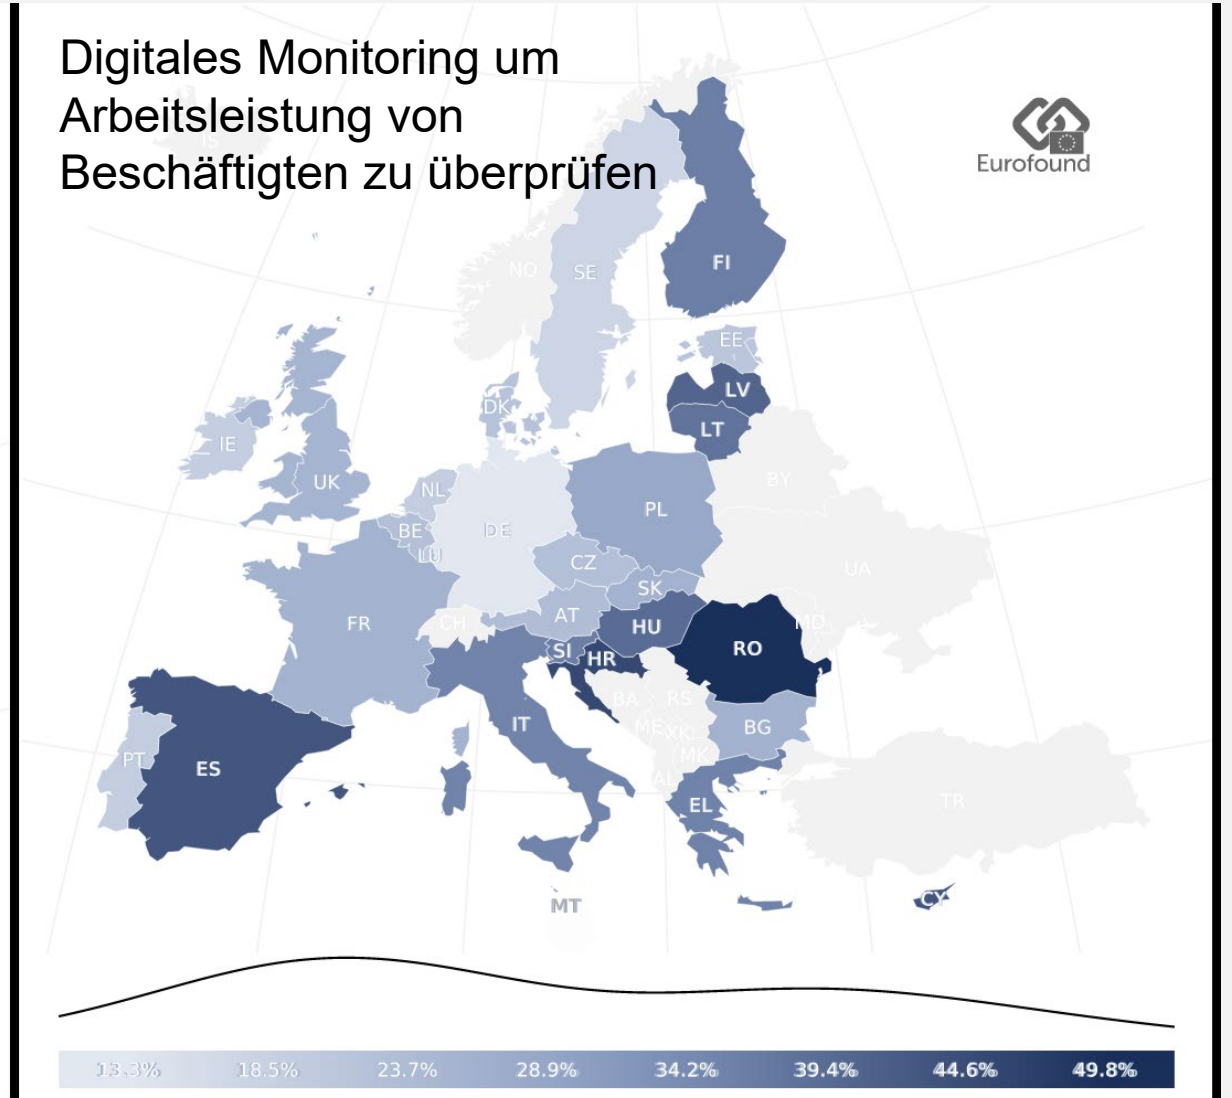 Digitales Monitoring um
Arbeitsleistung von
Beschäftigten zu überprüfen
Eurofound
IS
FI
NO
SE
EE
LV
DK
LT
IE
BY
UK
NL
PL
BE
DE
LU
CZ
UA
SK
AT
FR
CH
HU
MD
SI
HR
RO
BA
RS
IT
ME
XK
BG
MK
PT
ES
AL
EL
TR
CY
MT
13.3% 18.5% 23.7% 28.9% 34.2% 39.4% 44.6% 49.8%